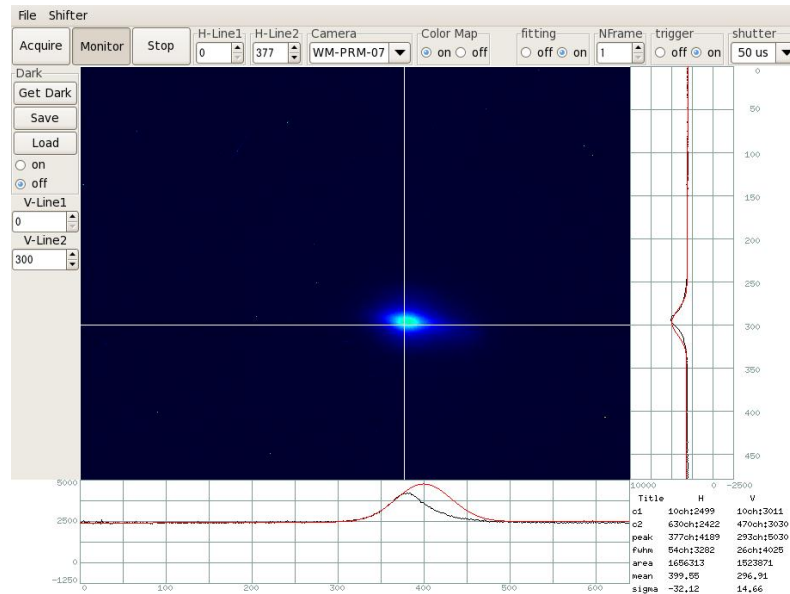 File Shifter
Acquire Monitor Stop
H-Line1
0
H-Line2
377
Camera
WM-PRM-07
Color Map
on off
fitting
off on
NFrame
1
trigger
off on
shutter
50 us
Dark
Get Dark
Save
Load
on
off
V-Line1
0
V-Line2
300
0
50
100
150
200
250
300
350
400
450
10000 0 -2500
5000
2500
0
-1250
0 100 200 300 400 500 600
Title H V
c1 10ch:2499 10ch:3011
c2 630ch:2422 470ch:3030
peak 377ch:4189 293ch:5030
fwhm 54ch:3282 26ch:4025
area 1656313 1523871
mean 399.55 296.91
sigma -32.12 14.66